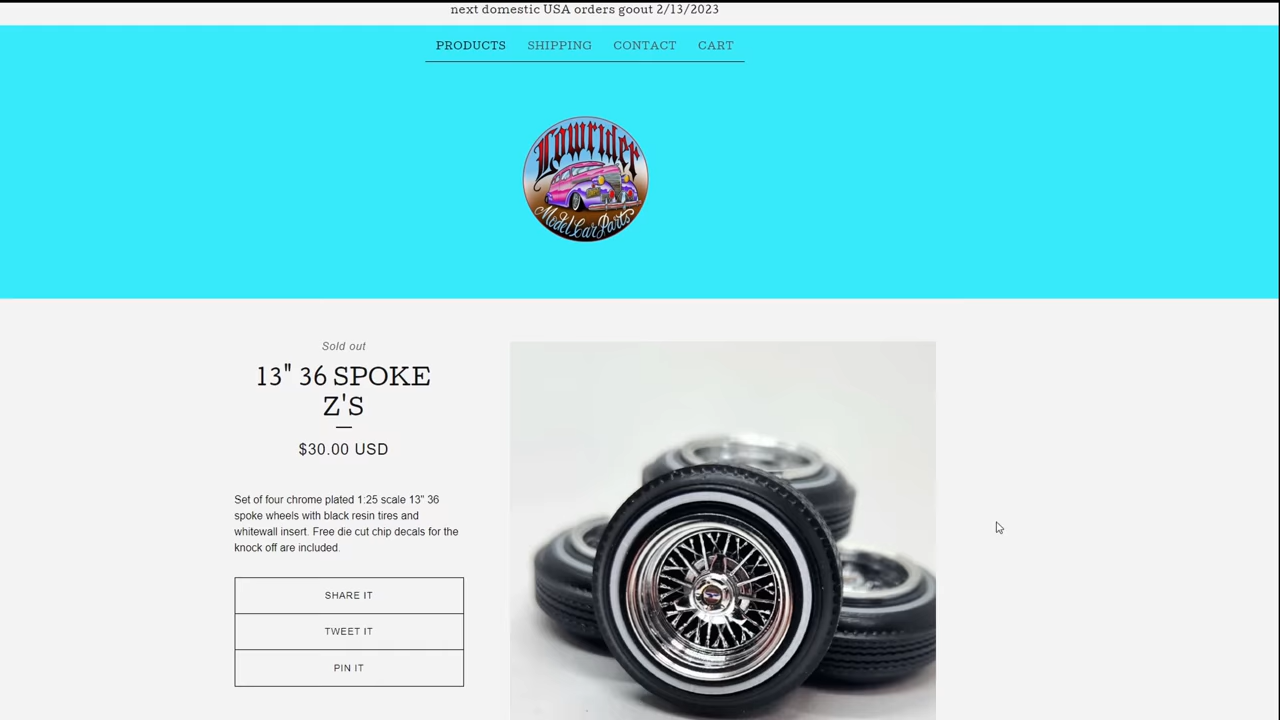 next domestic USA orders goout 2/13/2023
PRODUCTS SHIPPING CONTACT CART
Lowrider
Model Car Parts
Sold out
13" 36 SPOKE
Z'S
$30.00 USD
Set of four chrome plated 1:25 scale 13" 36
spoke wheels with black resin tires and
whitewall insert. Free die cut chip decals for the
knock off are included.
SHARE IT
TWEET IT
PIN IT